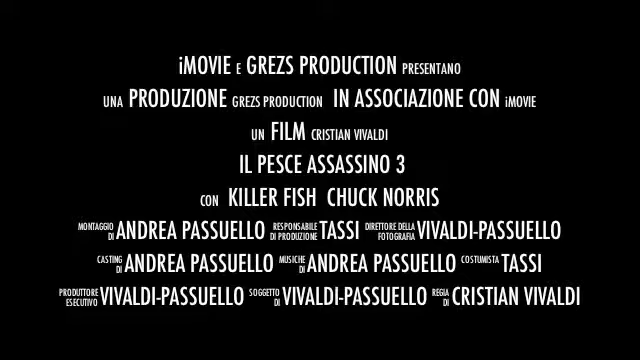 iMOVIE E GREZS PRODUCTION PRESENTANO
UNA PRODUZIONE GREZS PRODUCTION IN ASSOCIAZIONE CON iMOVIE
UN FILM CRISTIAN VIVALDI
IL PESCE ASSASSINO 3
CON KILLER FISH CHUCK NORRIS
MONTAGGIO DI ANDREA PASSUELLO RESPONSABILE DI PRODUZIONE TASSI DIRETTORE DELLA FOTOGRAFIA VIVALDI-PASSUELLO
CASTING DI ANDREA PASSUELLO MUSICHE DI ANDREA PASSUELLO COSTUMISTA TASSI
PRODUTTORE ESECUTIVO VIVALDI-PASSUELLO SOGGETTO DI VIVALDI-PASSUELLO REGIA DI CRISTIAN VIVALDI